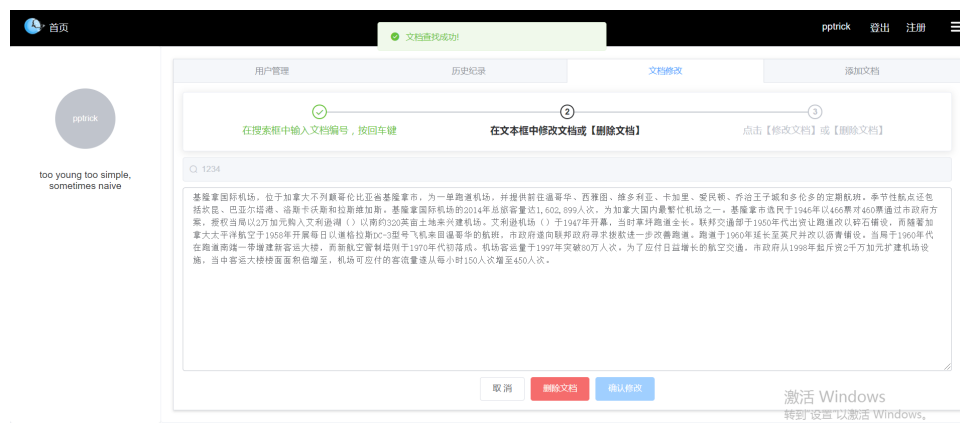 首页
文档查找成功!
pptrick 登出 注册
pptrick
too young too simple,
sometimes naive
用户管理 历史纪录 文档修改 添加文档
2 3
在搜索框中输入文档编号，按回车键 在文本框中修改文档或【删除文档】 点击【修改文档】或【删除文档】
1234
基隆拿国际机场，位于加拿大不列颠哥伦比亚省基隆拿市，为一单跑道机场，并提供前往温哥华、西雅图、维多利亚、卡加里、爱民顿、乔治王子城和多伦多的定期航班，季节性航点还包
括坎昆、巴亚尔塔港、洛斯卡沃斯和拉斯维加斯。基隆拿国际机场的2014年总旅客量达1,602,899人次，为加拿大国内最繁忙机场之一。基隆拿市选民于1946年以466票对460票通过市政府方
案，授权当局以2万加元购入艾利逊湖（）以南约320英亩土地来兴建机场。艾利逊机场（）于1947年开幕，当时草坪跑道全长。联邦交通部于1950年代出资让跑道改以碎石铺设，而随着加
拿大太平洋航空于1958年开展每日以道格拉斯DC-3型号飞机来回温哥华的航班，市政府遂向联邦政府寻求拨款进一步改善跑道。跑道于1960年延长至英尺并改以沥青铺设。当局于1960年代
在跑道南端一带增建新客运大楼，而新航空管制塔则于1970年代初落成。机场客运量于1997年突破80万人次。为了应付日益增长的航空交通，市政府从1998年起斥资2千万加元扩建机场设
施，当中客运大楼楼面面积倍增至，机场可应付的客流量遂从每小时150人次增至450人次。
取 消 删除文档 确认修改
激活 Windows
转到"设置"以激活 Windows。